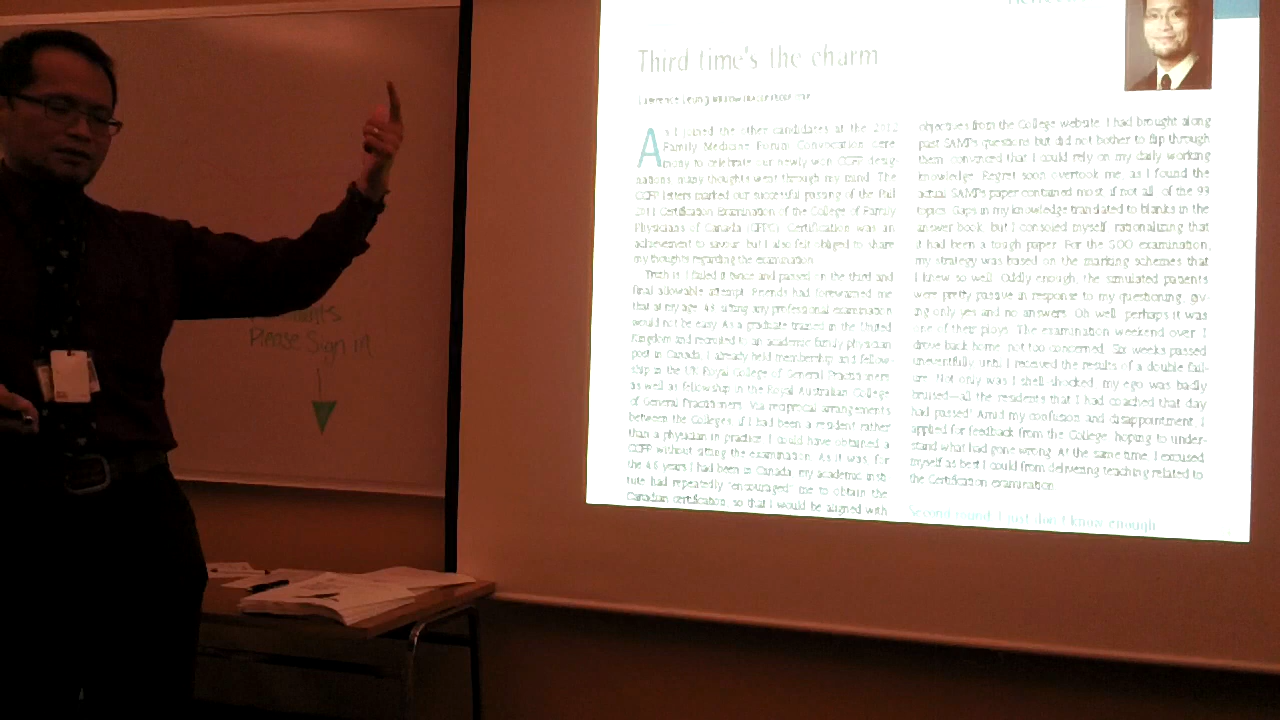 Please Sign in
Third time's the charm
Lawrence Leung
As I joined the other candidates at the 2012
Family Medicine Forum Convocation cere-
mony to celebrate our newly won CCFP desig-
nations, many thoughts went through my mind. The
CCFP letters marked our successful passing of the Fall
2011 Certification Examination of the College of Family
Physicians of Canada (CFPC). Certification was an
achievement to savour, but I also felt obliged to share
my thoughts regarding the examination.
Truth is, I failed it twice and passed on the third and
final allowable attempt. Friends had forewarned me
that at my age, 48, sitting any professional examination
would not be easy. As a graduate trained in the United
Kingdom and recruited to an academic family physician
post in Canada, I already held membership and fellow-
ship in the UK Royal College of General Practitioners
as well as fellowship in the Royal Australian College
of General Practitioners. Via reciprocal arrangements
between the Colleges, if I had been a resident rather
than a physician in practice, I could have obtained a
CCFP without sitting the examination. As it was, for
the 4.6 years I had been in Canada, my academic insti-
tute had repeatedly "encouraged" me to obtain the
Canadian certification, so that I would be aligned with
objectives from the College website. I had brought along
past SAMPs questions but did not bother to flip through
them, convinced that I could rely on my daily working
knowledge. Regret soon overtook me, as I found the
actual SAMPs paper contained most, if not all, of the 99
topics. Gaps in my knowledge translated to blanks in the
answer book, but I consoled myself, rationalizing that
it had been a tough paper. For the SOO examination,
my strategy was based on the marking schemes that
I knew so well. Oddly enough, the simulated patients
were pretty passive in response to my questioning, giv-
ing only yes and no answers. Oh well, perhaps it was
one of their ploys. The examination weekend over, I
drove back home, not too concerned. Six weeks passed
uneventfully until I received the results of a double fail-
ure. Not only was I shell-shocked, my ego was badly
bruised—all the residents that I had coached that day
had passed! Amid my confusion and disappointment, I
applied for feedback from the College, hoping to under-
stand what had gone wrong. At the same time, I excused
myself as best I could from delivering teaching related to
the Certification examination.
Second round: I just don't know enough